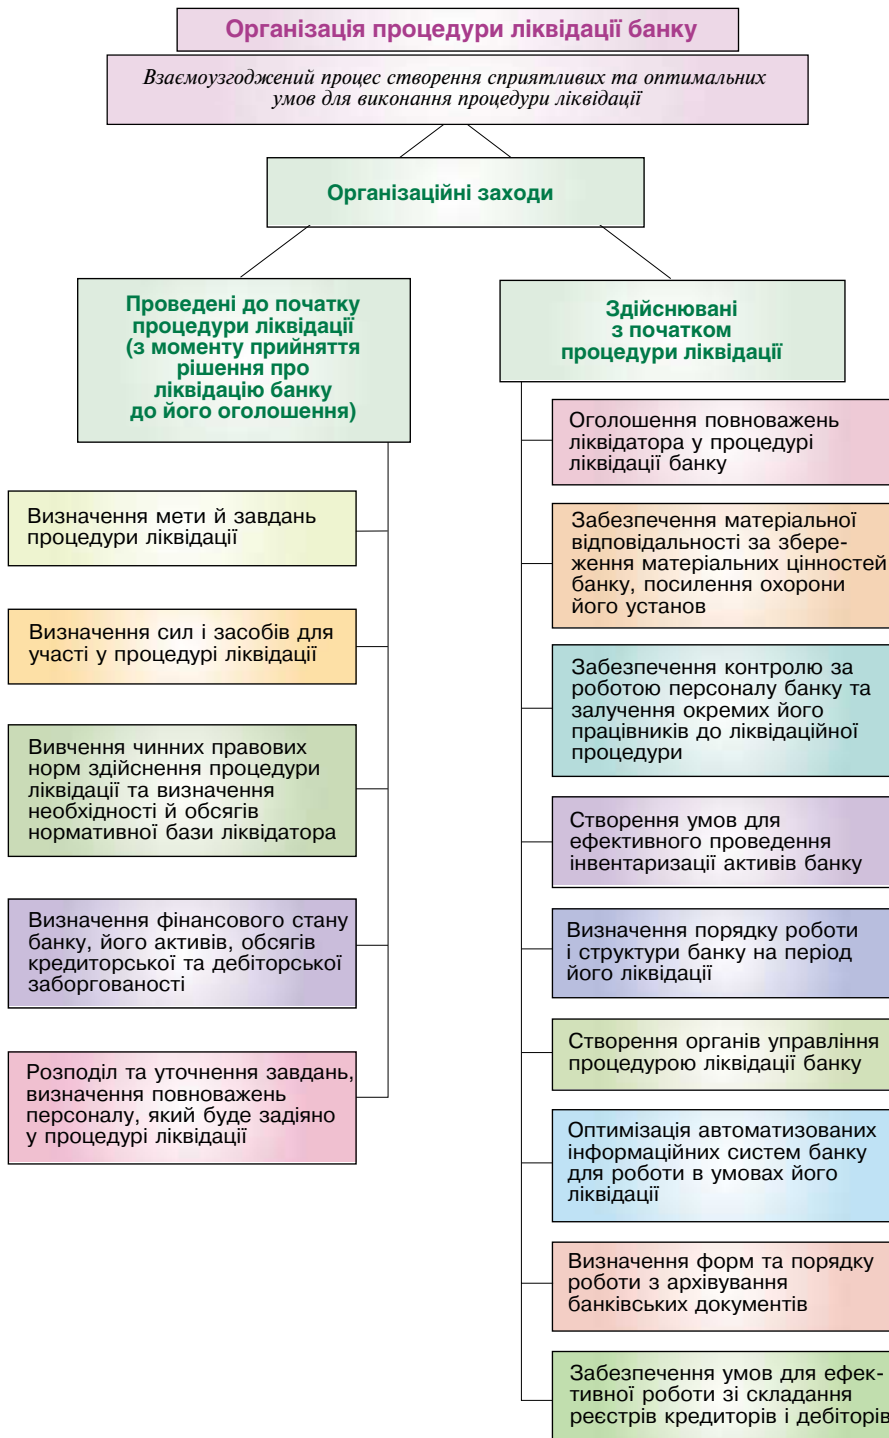 Організація процедури ліквідації банку
Взаємоузгоджений процес створення сприятливих та оптимальних
умов для виконання процедури ліквідації
Організаційні заходи
Проведені до початку
процедури ліквідації
(з моменту прийняття
рішення про
ліквідацію банку
до його оголошення)
Визначення мети й завдань
процедури ліквідації
Визначення сил і засобів для
участі у процедурі ліквідації
Вивчення чинних правових
норм здійснення процедури
ліквідації та визначення
необхідності й обсягів
нормативної бази ліквідатора
Визначення фінансового стану
банку, його активів, обсягів
кредиторської та дебіторської
заборгованості
Розподіл та уточнення завдань,
визначення повноважень
персоналу, який буде задіяно
у процедурі ліквідації
Здійснювані
з початком
процедури ліквідації
Оголошення повноважень
ліквідатора у процедурі
ліквідації банку
Забезпечення матеріальної
відповідальності за збере-
ження матеріальних цінностей
банку, посилення охорони
його установ
Забезпечення контролю за
роботою персоналу банку та
залучення окремих його
працівників до ліквідаційної
процедури
Створення умов для
ефективного проведення
інвентаризації активів банку
Визначення порядку роботи
і структури банку на період
його ліквідації
Створення органів управління
процедурою ліквідації банку
Оптимізація автоматизованих
інформаційних систем банку
для роботи в умовах його
ліквідації
Визначення форм та порядку
роботи з архівування
банківських документів
Забезпечення умов для ефек-
тивної роботи зі складання
реєстрів кредиторів і дебіторів